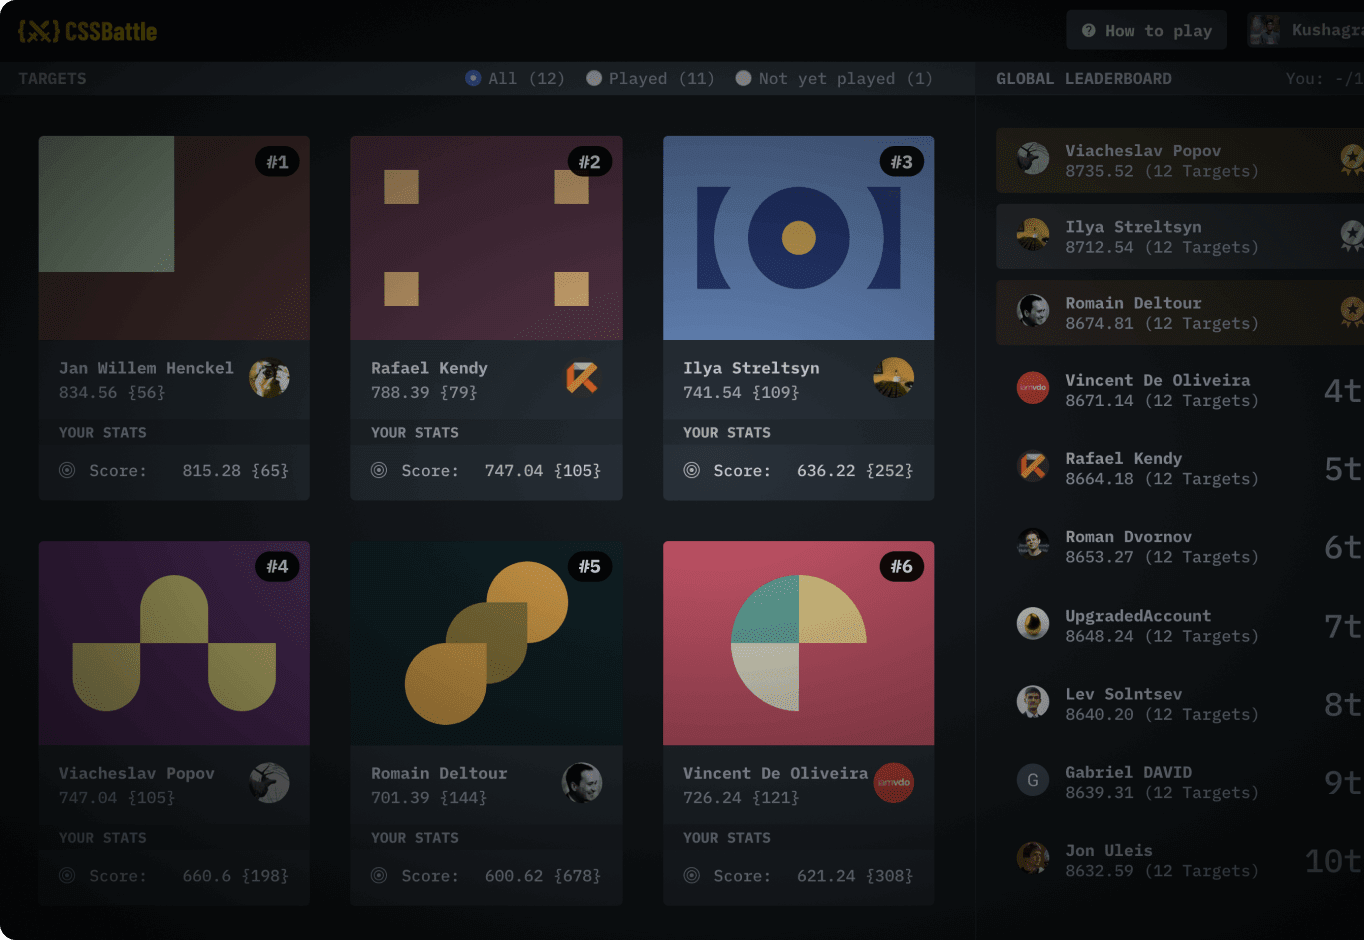 CSSBattle
How to play
Kushagra
TARGETS
All (12)
Played (11)
Not yet played (1)
GLOBAL LEADERBOARD
You: -/1
#1
Jan Willem Henckel
834.56 {56}
YOUR STATS
Score: 815.28 {65}
#2
Rafael Kendy
788.39 {79}
YOUR STATS
Score: 747.04 {105}
#3
Ilya Streltsyn
741.54 {109}
YOUR STATS
Score: 636.22 {252}
#4
Viacheslav Popov
747.04 {105}
YOUR STATS
Score: 660.6 {198}
#5
Romain Deltour
701.39 {144}
YOUR STATS
Score: 600.62 {678}
#6
Vincent De Oliveira
iamvdo
726.24 {121}
YOUR STATS
Score: 621.24 {308}
Viacheslav Popov
8735.52 (12 Targets)
Ilya Streltsyn
8712.54 (12 Targets)
Romain Deltour
8674.81 (12 Targets)
iamvdo
Vincent De Oliveira
8671.14 (12 Targets)
4t
Rafael Kendy
8664.18 (12 Targets)
5t
Roman Dvornov
8653.27 (12 Targets)
6t
UpgradedAccount
8648.24 (12 Targets)
7t
Lev Solntsev
8640.20 (12 Targets)
8t
G
Gabriel DAVID
8639.31 (12 Targets)
9t
Jon Uleis
8632.59 (12 Targets)
10t